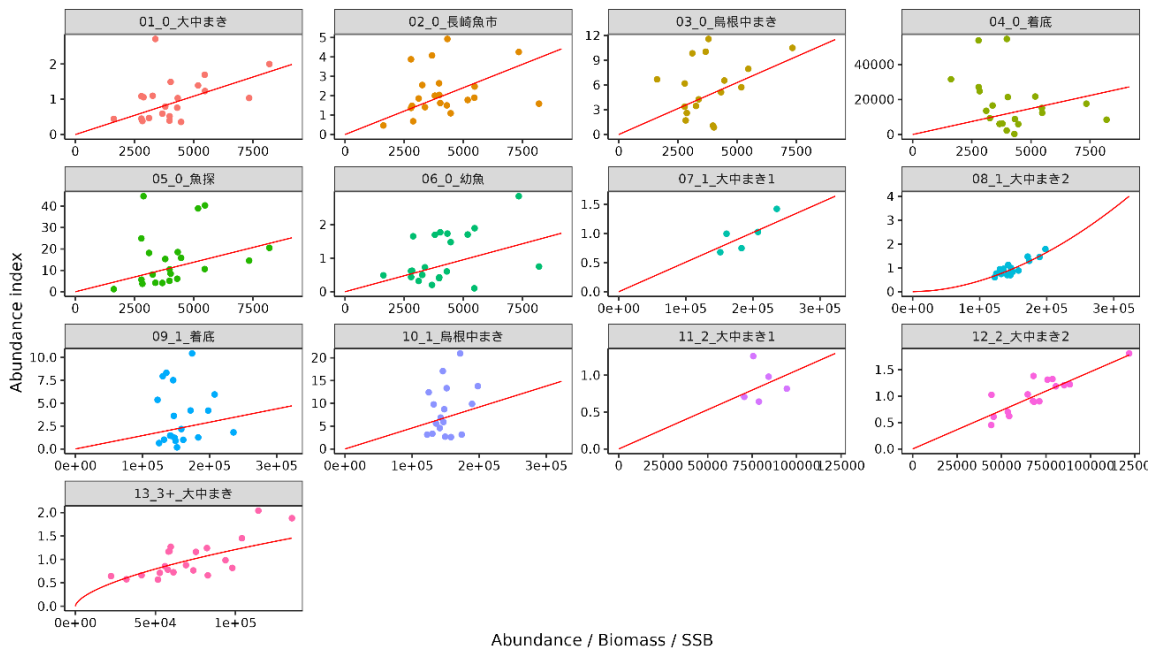 01_0_大中まき
02_0_長崎魚市
03_0_島根中まき
04_0_着底
2
1
0
5
4
3
2
1
0
12
9
6
3
0
40000
20000
0
0 2500 5000 7500
0 2500 5000 7500
0 2500 5000 7500
0 2500 5000 7500
05_0_魚探
06_0_幼魚
07_1_大中まき1
08_1_大中まき2
40
30
20
10
0
2
1
0
1.5
1.0
0.5
0.0
4
3
2
1
0
0e+00 1e+05 2e+05 3e+05
0e+00 1e+05 2e+05 3e+05
0 2500 5000 7500
0 2500 5000 7500
Abundance index
09_1_着底
10_1_島根中まき
11_2_大中まき1
12_2_大中まき2
10.0
7.5
5.0
2.5
0.0
20
15
10
5
0
1.0
0.5
0.0
1.5
1.0
0.5
0.0
0e+00 1e+05 2e+05 3e+05
0e+00 1e+05 2e+05 3e+05
0 25000 50000 75000 100000 125000
0 25000 50000 75000 100000 125000
13_3+_大中まき
2.0
1.5
1.0
0.5
0.0
0e+00 5e+04 1e+05
Abundance / Biomass / SSB